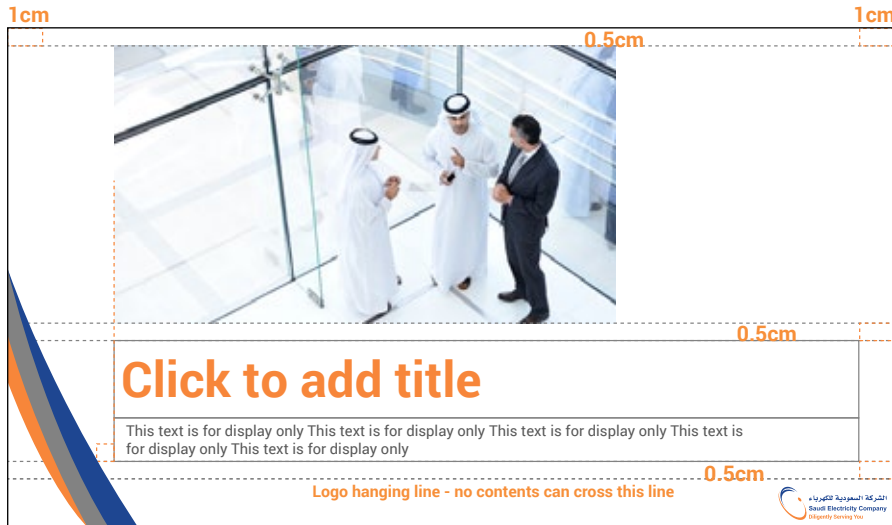 1cm
1cm
0.5cm
0.5cm
Click to add title
This text is for display only This text is for display only This text is for display only This text is
for display only This text is for display only
0.5cm
Logo hanging line - no contents can cross this line
الشركة السعودية للكهرباء
Saudi Electricity Company
Diligently Serving You